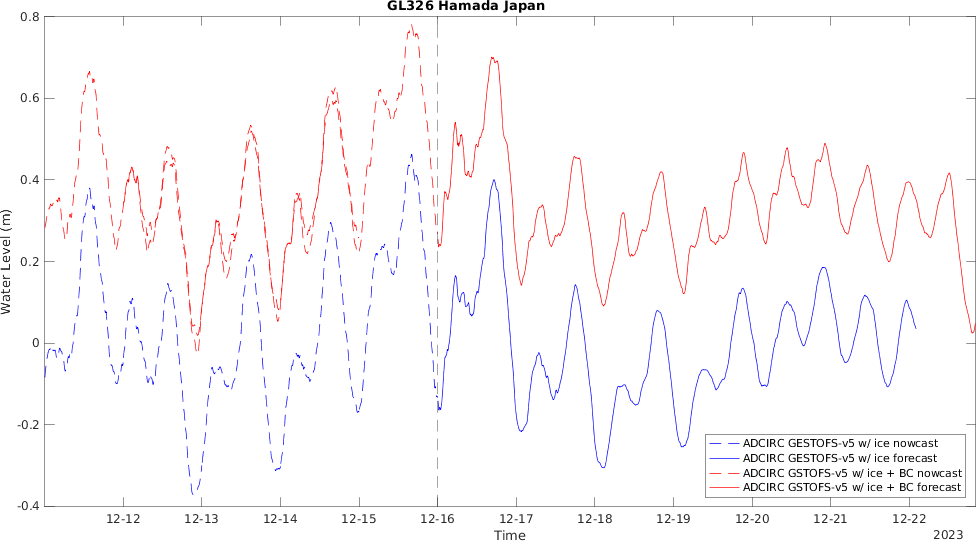 GL326 Hamada Japan
0.8
0.6
0.4
0.2
0
-0.2
-0.4
Water Level (m)
12-12
12-13
12-14
12-15
12-16
12-17
12-18
12-19
12-20
12-21
12-22
Time
2023
ADCIRC GESTOFS-v5 w/ ice nowcast
ADCIRC GESTOFS-v5 w/ ice forecast
ADCIRC GSTOFS-v5 w/ ice + BC nowcast
ADCIRC GSTOFS-v5 w/ ice + BC forecast